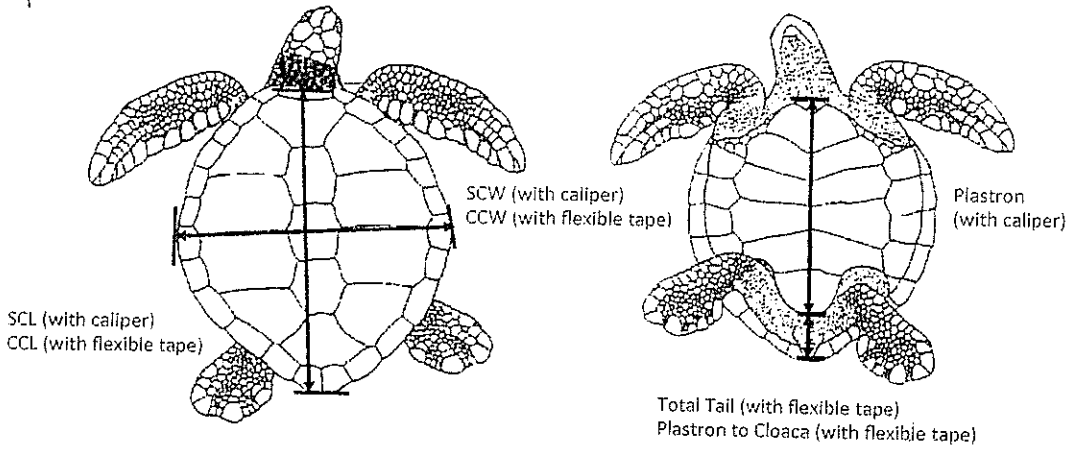 SCW (with caliper)
CCW (with flexible tape)
SCL (with caliper)
CCL (with flexible tape)
Plastron
(with caliper)
Total Tail (with flexible tape)
Plastron to Cloaca (with flexible tape)